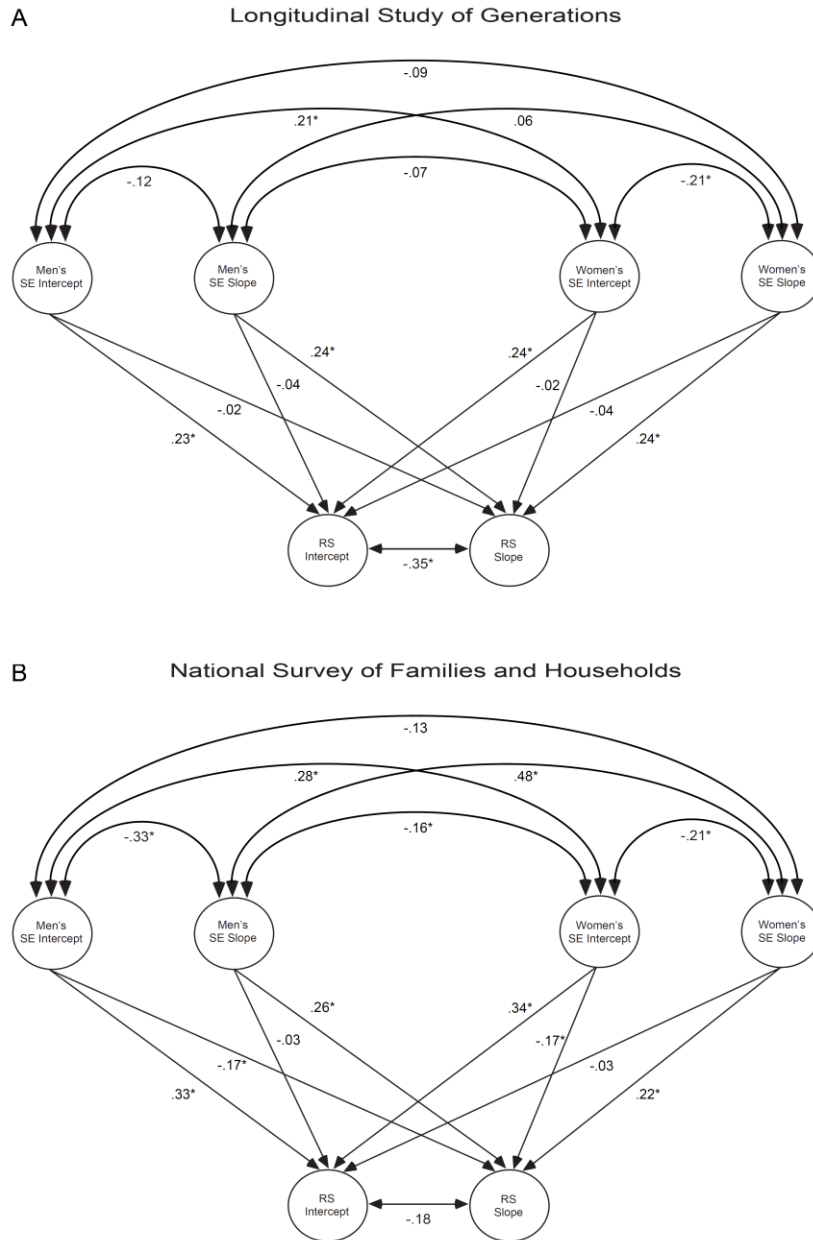 A
Longitudinal Study of Generations
-.09
.21*
.06
-.12
-.07
-.21*
Men's
SE Intercept
Men's
SE Slope
Women's
SE Intercept
Women's
SE Slope
.24*
.24*
-.04
-.02
-.02
-.04
.23*
.24*
RS
Intercept
RS
Slope
-.35*
B
National Survey of Families and Households
-.13
.28*
.48*
-.33*
-.16*
-.21*
Men's
SE Intercept
Men's
SE Slope
Women's
SE Intercept
Women's
SE Slope
.26*
.34*
-.03
-.17*
-.17*
-.03
.33*
.22*
RS
Intercept
RS
Slope
-.18